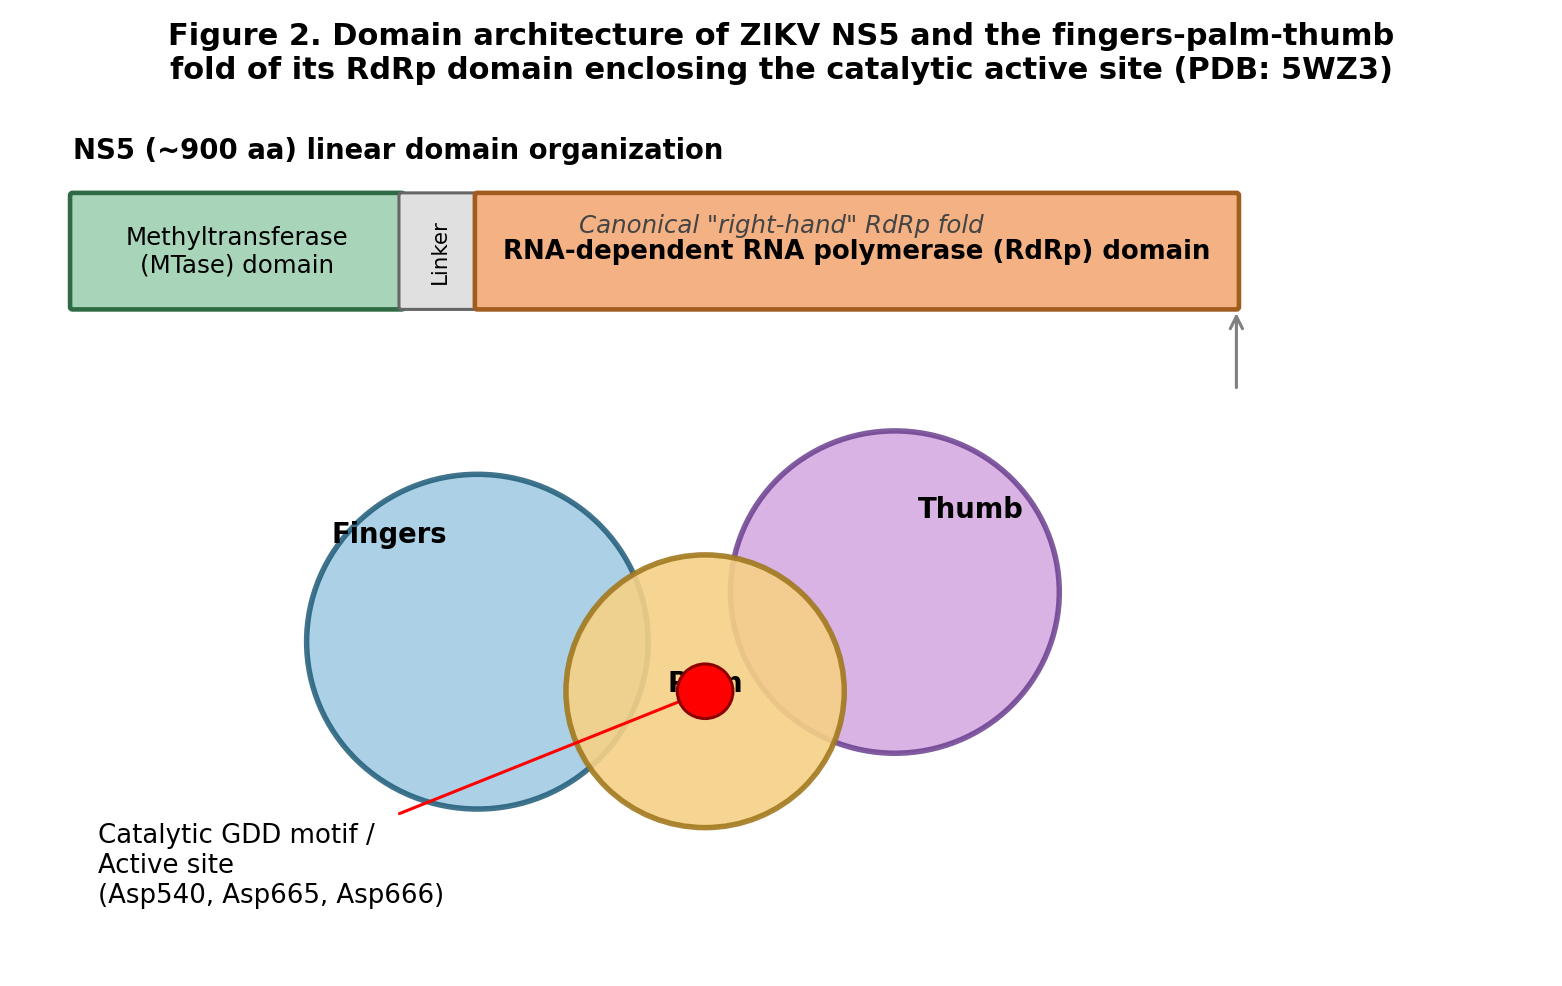 Figure 2. Domain architecture of ZIKV NS5 and the fingers-palm-thumb
fold of its RdRp domain enclosing the catalytic active site (PDB: 5WZ3)
NS5 (~900 aa) linear domain organization
Methyltransferase
(MTase) domain
Linker
Canonical "right-hand" RdRp fold
RNA-dependent RNA polymerase (RdRp) domain
Fingers
Thumb
Catalytic GDD motif /
Active site
(Asp540, Asp665, Asp666)